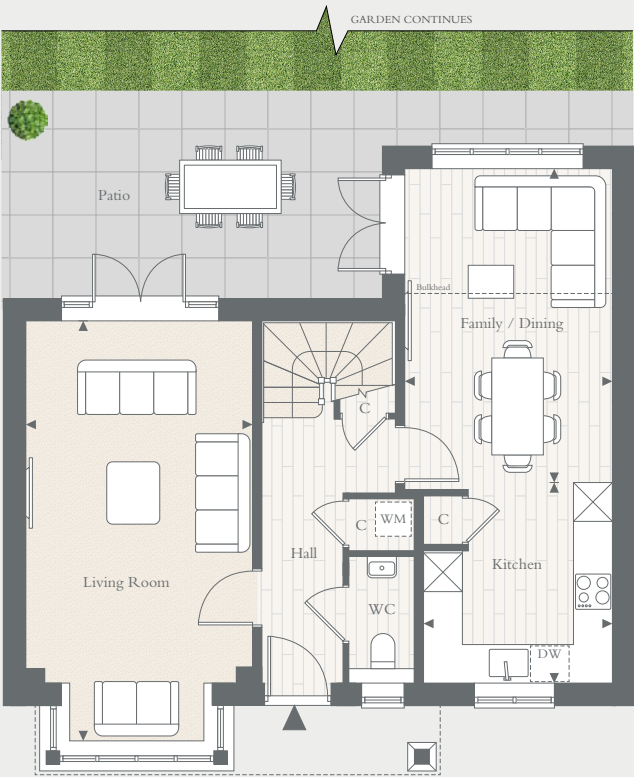 GARDEN CONTINUES
Patio
Bulkhead
Family / Dining
C
C
WM
C
Hall
Kitchen
Living Room
WC
DW